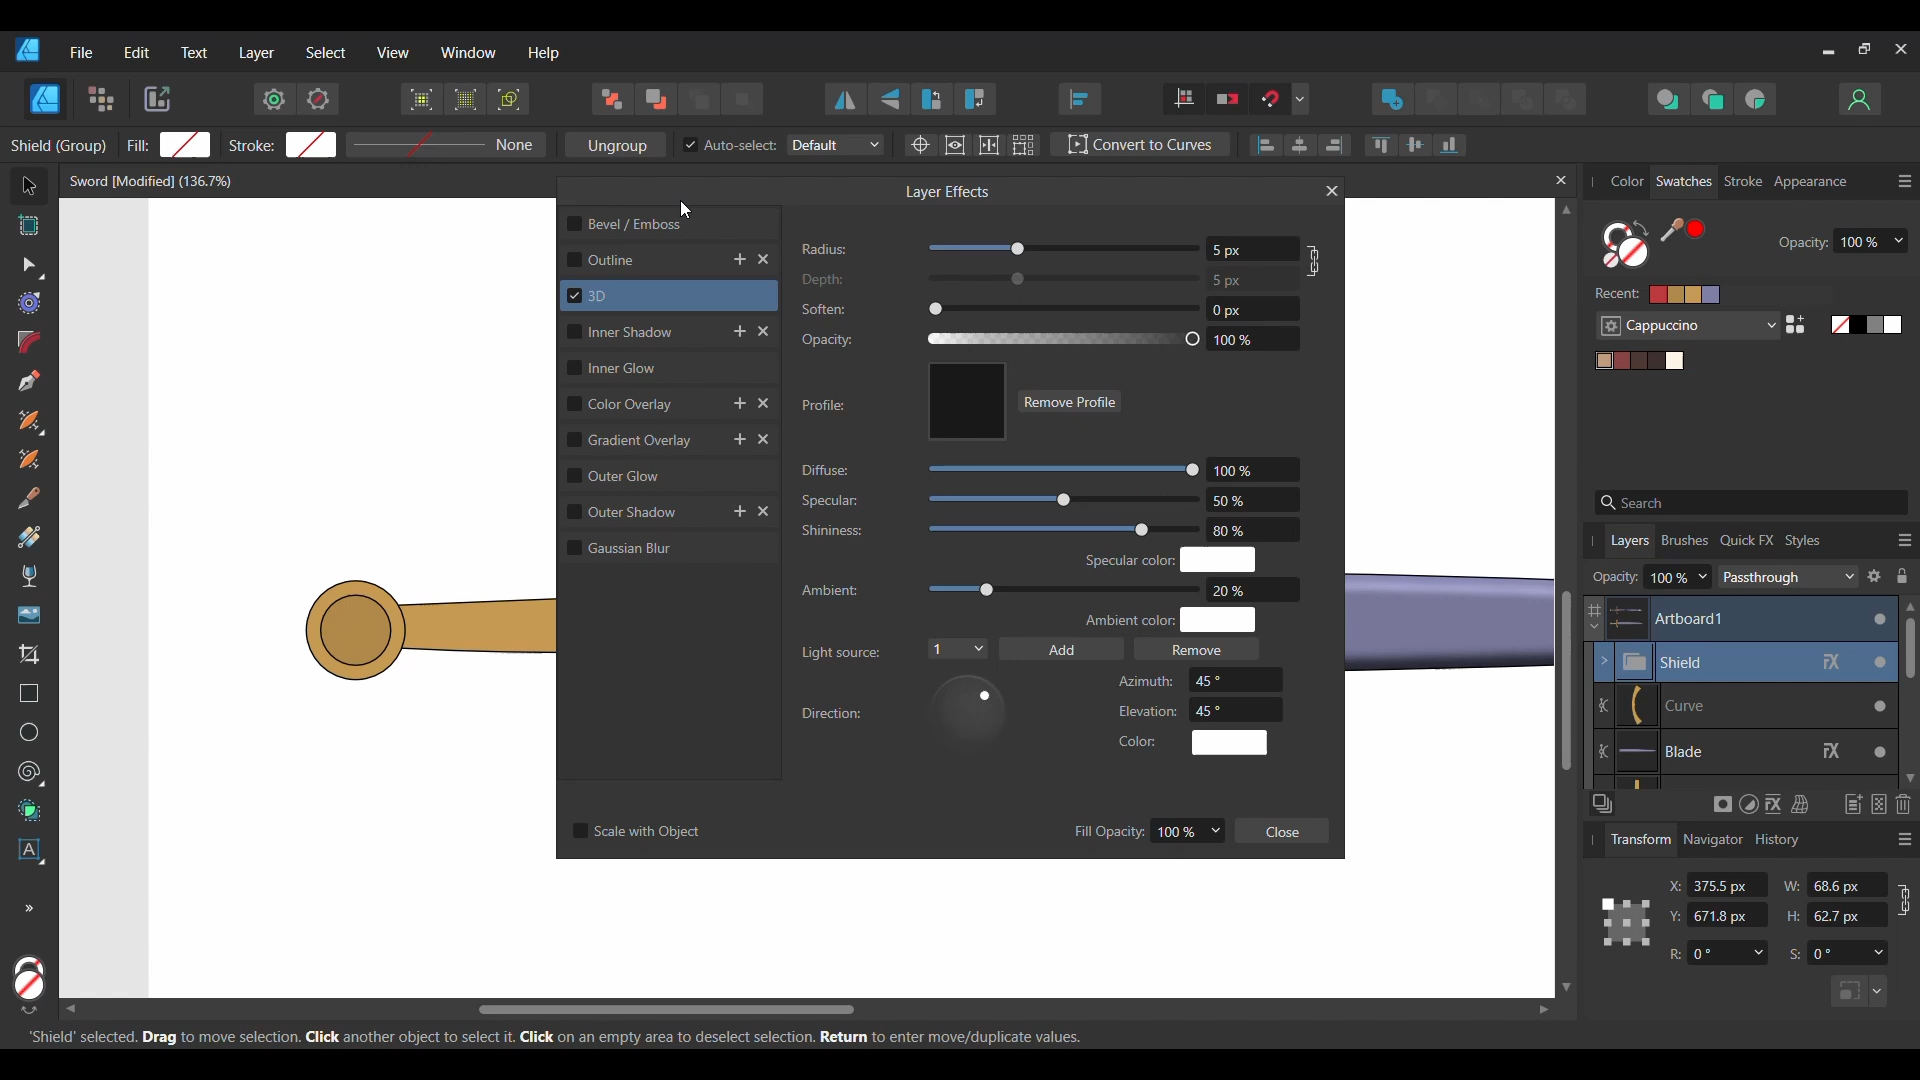 File Edit Text Layer Select View Window Help
Shield (Group) Fill: Stroke: None Ungroup Auto-select: Default Convert to Curves
Sword [Modified] (136.7%)
Layer Effects
Bevel / Emboss
Outline
3D
Inner Shadow
Inner Glow
Color Overlay
Gradient Overlay
Outer Glow
Outer Shadow
Gaussian Blur
Radius: 5 px
Depth: 5 px
Soften: 0 px
Opacity: 100 %
Profile: Remove Profile
Diffuse: 100 %
Specular: 50 %
Shininess: 80 %
Specular color:
Ambient: 20 %
Ambient color:
Light source: 1 Add Remove
Azimuth: 45 °
Direction: Elevation: 45 °
Color:
Scale with Object Fill Opacity: 100 % Close
Color Swatches Stroke Appearance
Opacity: 100 %
Recent:
Cappuccino
Search
Layers Brushes Quick FX Styles
Opacity: 100 % Passthrough
Artboard1
Shield FX
Curve
Blade FX
FX
Transform Navigator History
X: 375.5 px W: 68.6 px
Y: 671.8 px H: 62.7 px
R: 0 ° S: 0 °
A
'Shield' selected. Drag to move selection. Click another object to select it. Click on an empty area to deselect selection. Return to enter move/duplicate values.